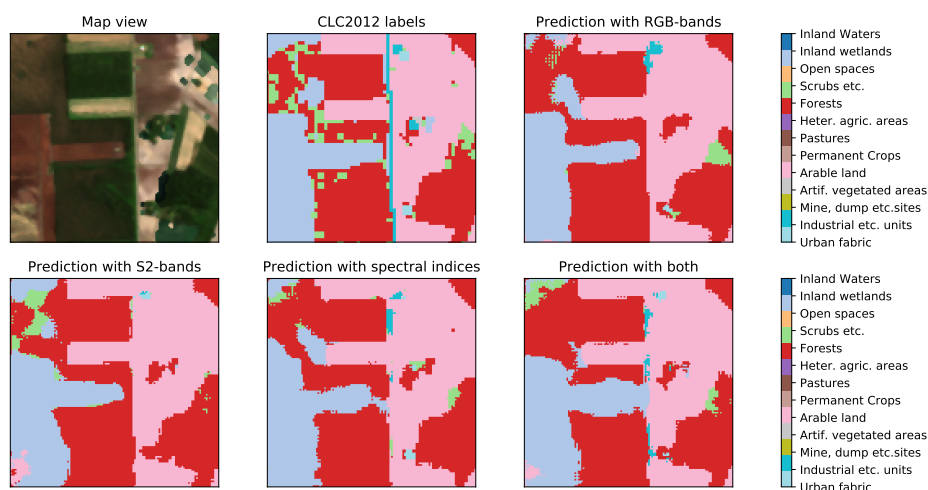 Map view
CLC2012 labels
Prediction with RGB-bands
Inland Waters
Inland wetlands
Open spaces
Scrubs etc.
Forests
Heter. agric. areas
Pastures
Permanent Crops
Arable land
Artif. vegetated areas
Mine, dump etc.sites
Industrial etc. units
Urban fabric
Prediction with S2-bands
Prediction with spectral indices
Prediction with both
Inland Waters
Inland wetlands
Open spaces
Scrubs etc.
Forests
Heter. agric. areas
Pastures
Permanent Crops
Arable land
Artif. vegetated areas
Mine, dump etc.sites
Industrial etc. units
Urban fabric